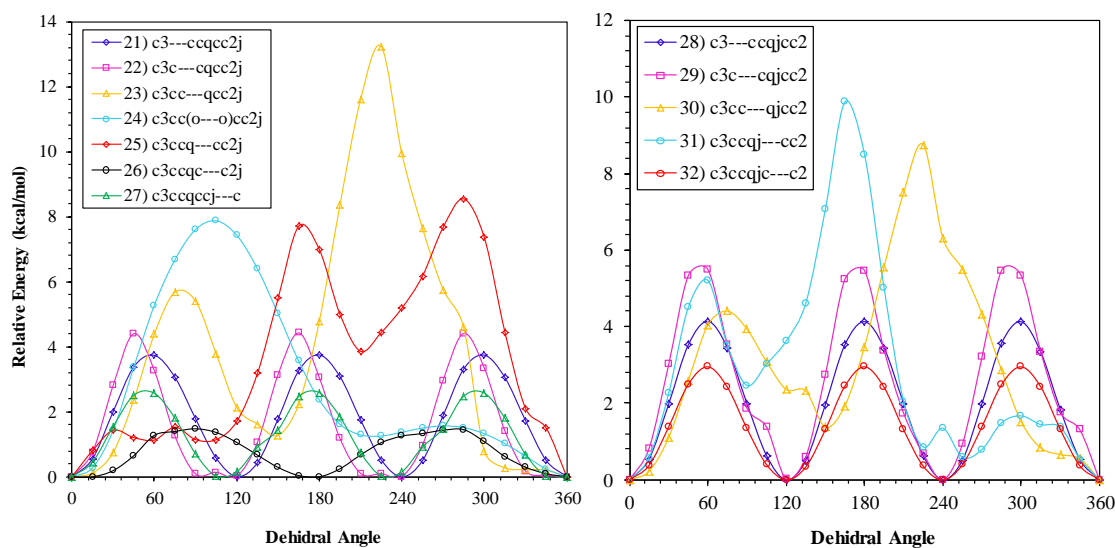 14
12
10
8
6
4
2
0
Relative Energy (kcal/mol)
21) c3---ccqcc2j
22) c3c---cqcc2j
23) c3cc---qcc2j
24) c3cc(o---o)cc2j
25) c3ccq---cc2j
26) c3ccqc---c2j
27) c3ccqccj---c
0 60 120 180 240 300 360
Dehidral Angle
12
10
8
6
4
2
0
28) c3---ccqjcc2
29) c3c---cqjcc2
30) c3cc---qjcc2
31) c3ccqj---cc2
32) c3ccqjc---c2
0 60 120 180 240 300 360
Dehidral Angle